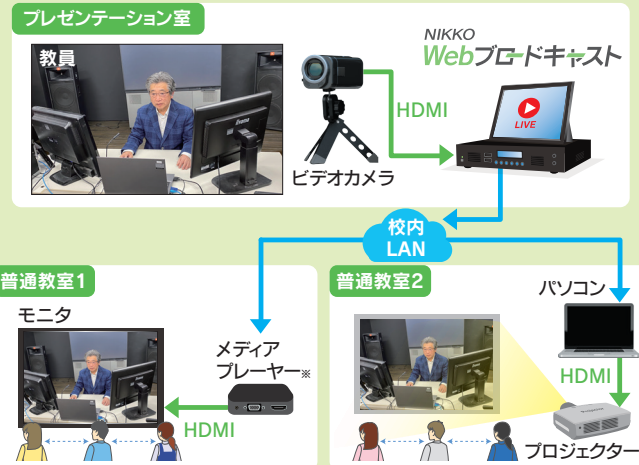 プレゼンテーション室
教員
NIKKO
Webブロードキャスト
HDMI
LIVE
ビデオカメラ
校内
LAN
普通教室1
モニタ
メディア
プレーヤー※
HDMI
普通教室2
パソコン
HDMI
プロジェクター